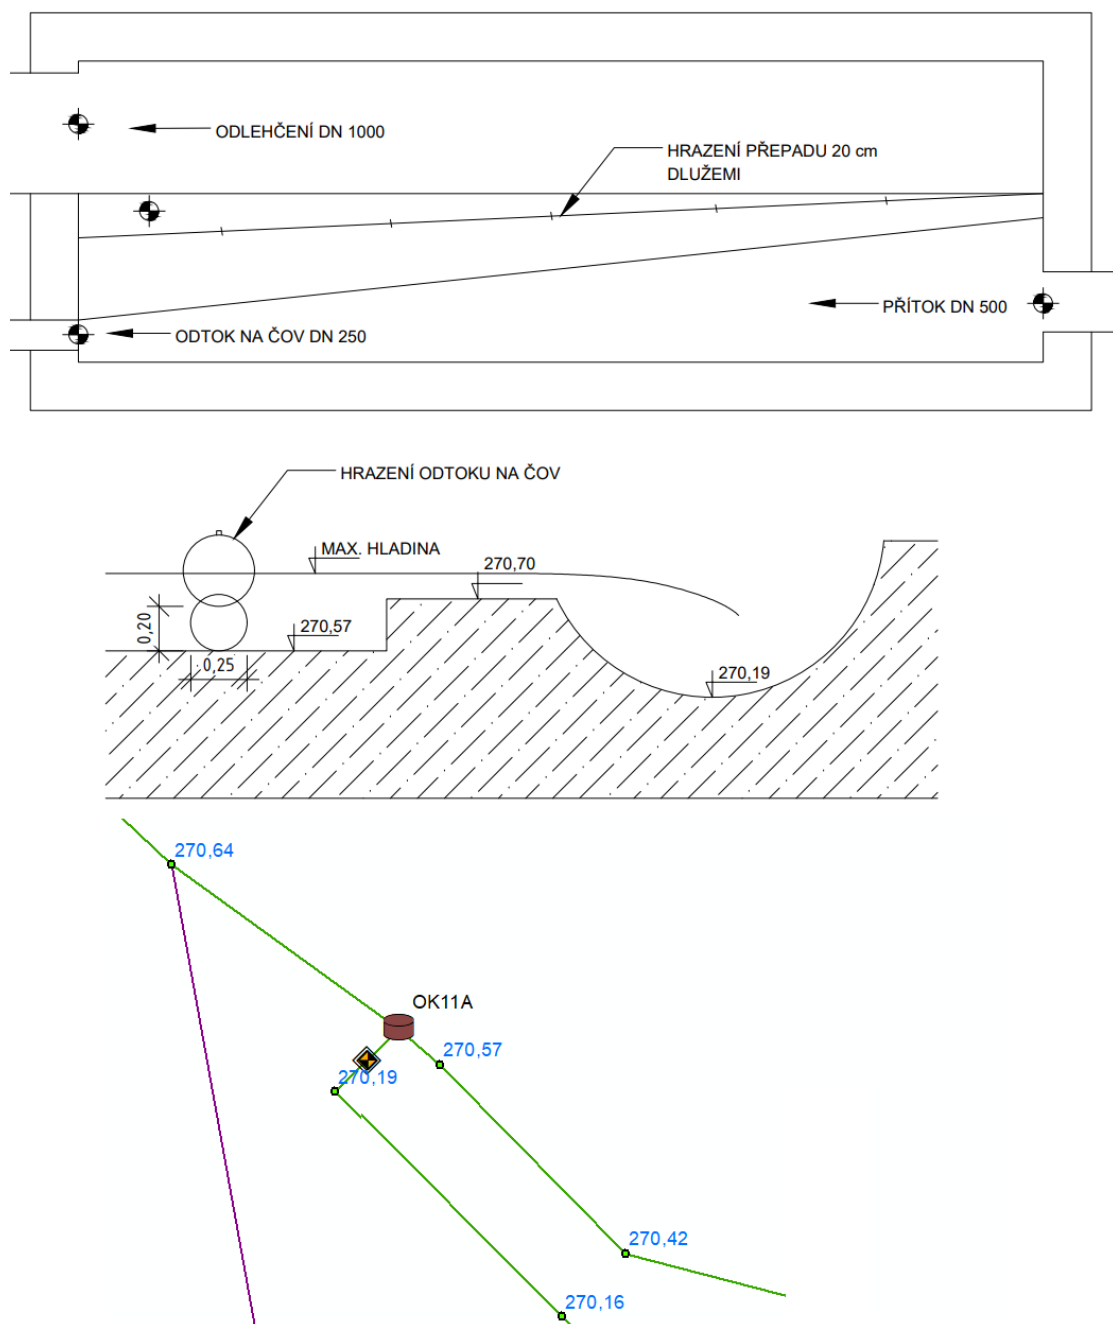 ODLEHČENÍ DN 1000
HRAZENÍ PŘEPADU 20 cm
DLUŽEMI
PŘÍTOK DN 500
ODTOK NA ČOV DN 250
HRAZENÍ ODTOKU NA ČOV
MAX. HLADINA
270,70
0,20
270,57
0,25
270,19
270,64
OK11A
270,57
270,19
270,42
270,16